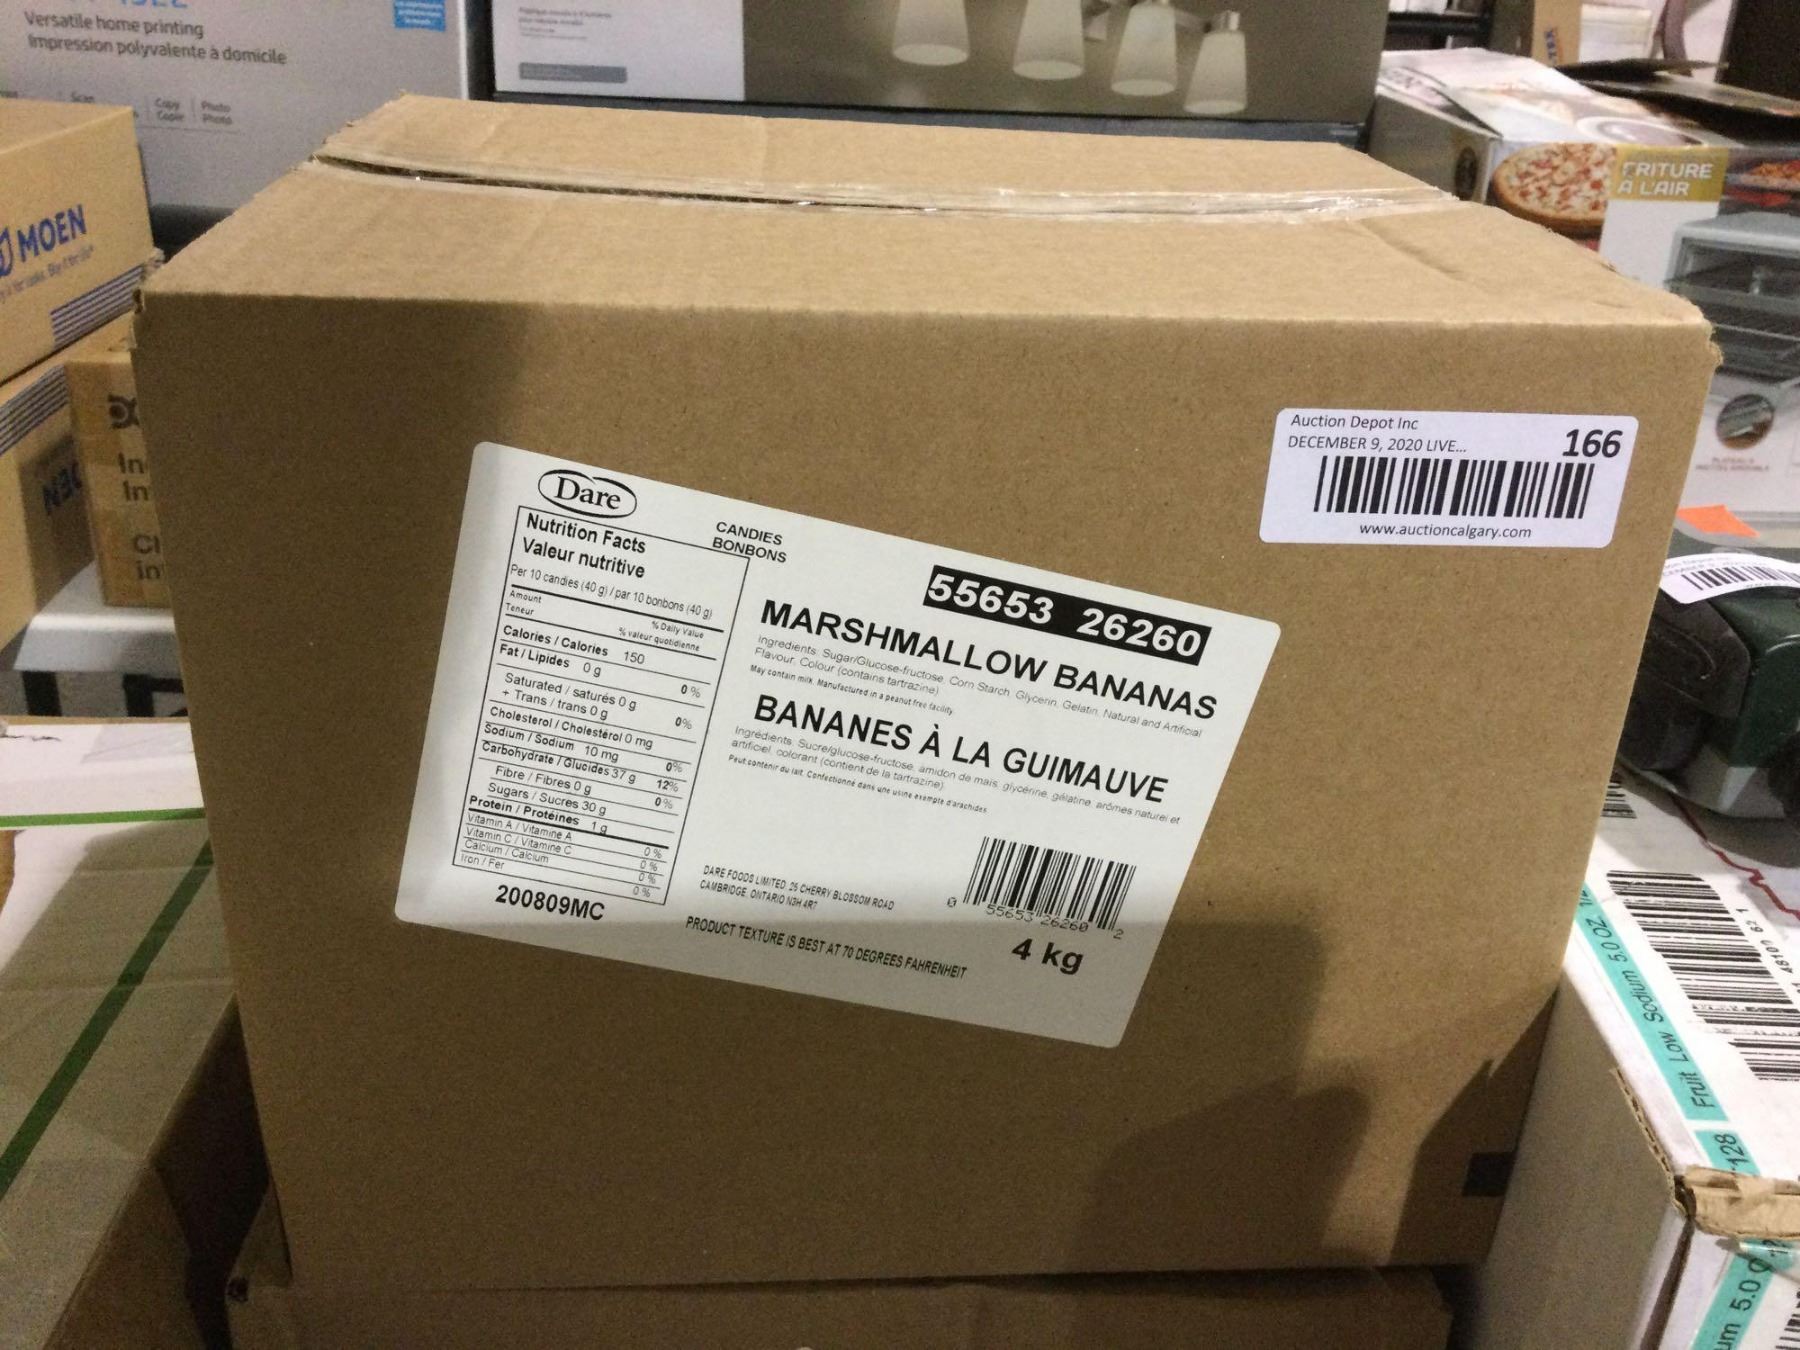 Versatile home printing
Impression polyvalente à domicile
Scan
Copy
Copie
Photo
Photo
MOEN
FRITURE
À L'AIR
Auction Depot Inc
DECEMBER 9, 2020 LIVE...
166
www.auctioncalgary.com
Dare
CANDIES
BONBONS
Nutrition Facts
Valeur nutritive
Per 10 candies (40 g) / par 10 bonbons (40 g)
Amount
Teneur
% Daily Value
% valeur quotidienne
Calories / Calories 150
Fat / Lipides 0 g 0 %
Saturated / saturés 0 g
+ Trans / trans 0 g 0%
Cholesterol / Cholestérol 0 mg
Sodium / Sodium 10 mg 0%
Carbohydrate / Glucides 37 g 12%
Fibre / Fibres 0 g 0%
Sugars / Sucres 30 g
Protein / Protéines 1 g
Vitamin A / Vitamine A 0 %
Vitamin C / Vitamine C 0 %
Calcium / Calcium 0 %
Iron / Fer 0 %
200809MC
55653 26260
MARSHMALLOW BANANAS
Ingredients: Sugar/Glucose-fructose, Corn Starch, Glycerin, Gelatin, Natural and Artificial
Flavour, Colour (contains tartrazine)
May contain milk. Manufactured in a peanut free facility
BANANES À LA GUIMAUVE
Ingrédients: Sucre/glucose-fructose, amidon de maïs, glycérine, gélatine, arômes naturel et
artificiel, colorant (contient de la tartrazine)
Peut contenir du lait. Confectionné dans une usine exempte d'arachides
DARE FOODS LIMITED 25 CHERRY BLOSSOM ROAD
CAMBRIDGE, ONTARIO N3H 4R7
0 55653 26260 2
4 kg
PRODUCT TEXTURE IS BEST AT 70 DEGREES FAHRENHEIT
128 Fruit Low Sodium 5.0 OZ